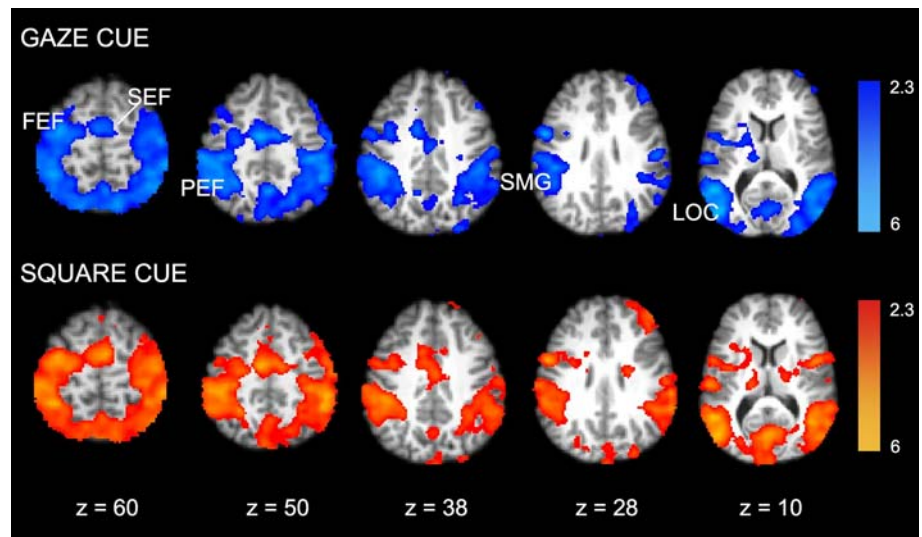 GAZE CUE
SEF
FEF
2.3
PEF
SMG
LOC
6
SQUARE CUE
2.3
6
z = 60 z = 50 z = 38 z = 28 z = 10